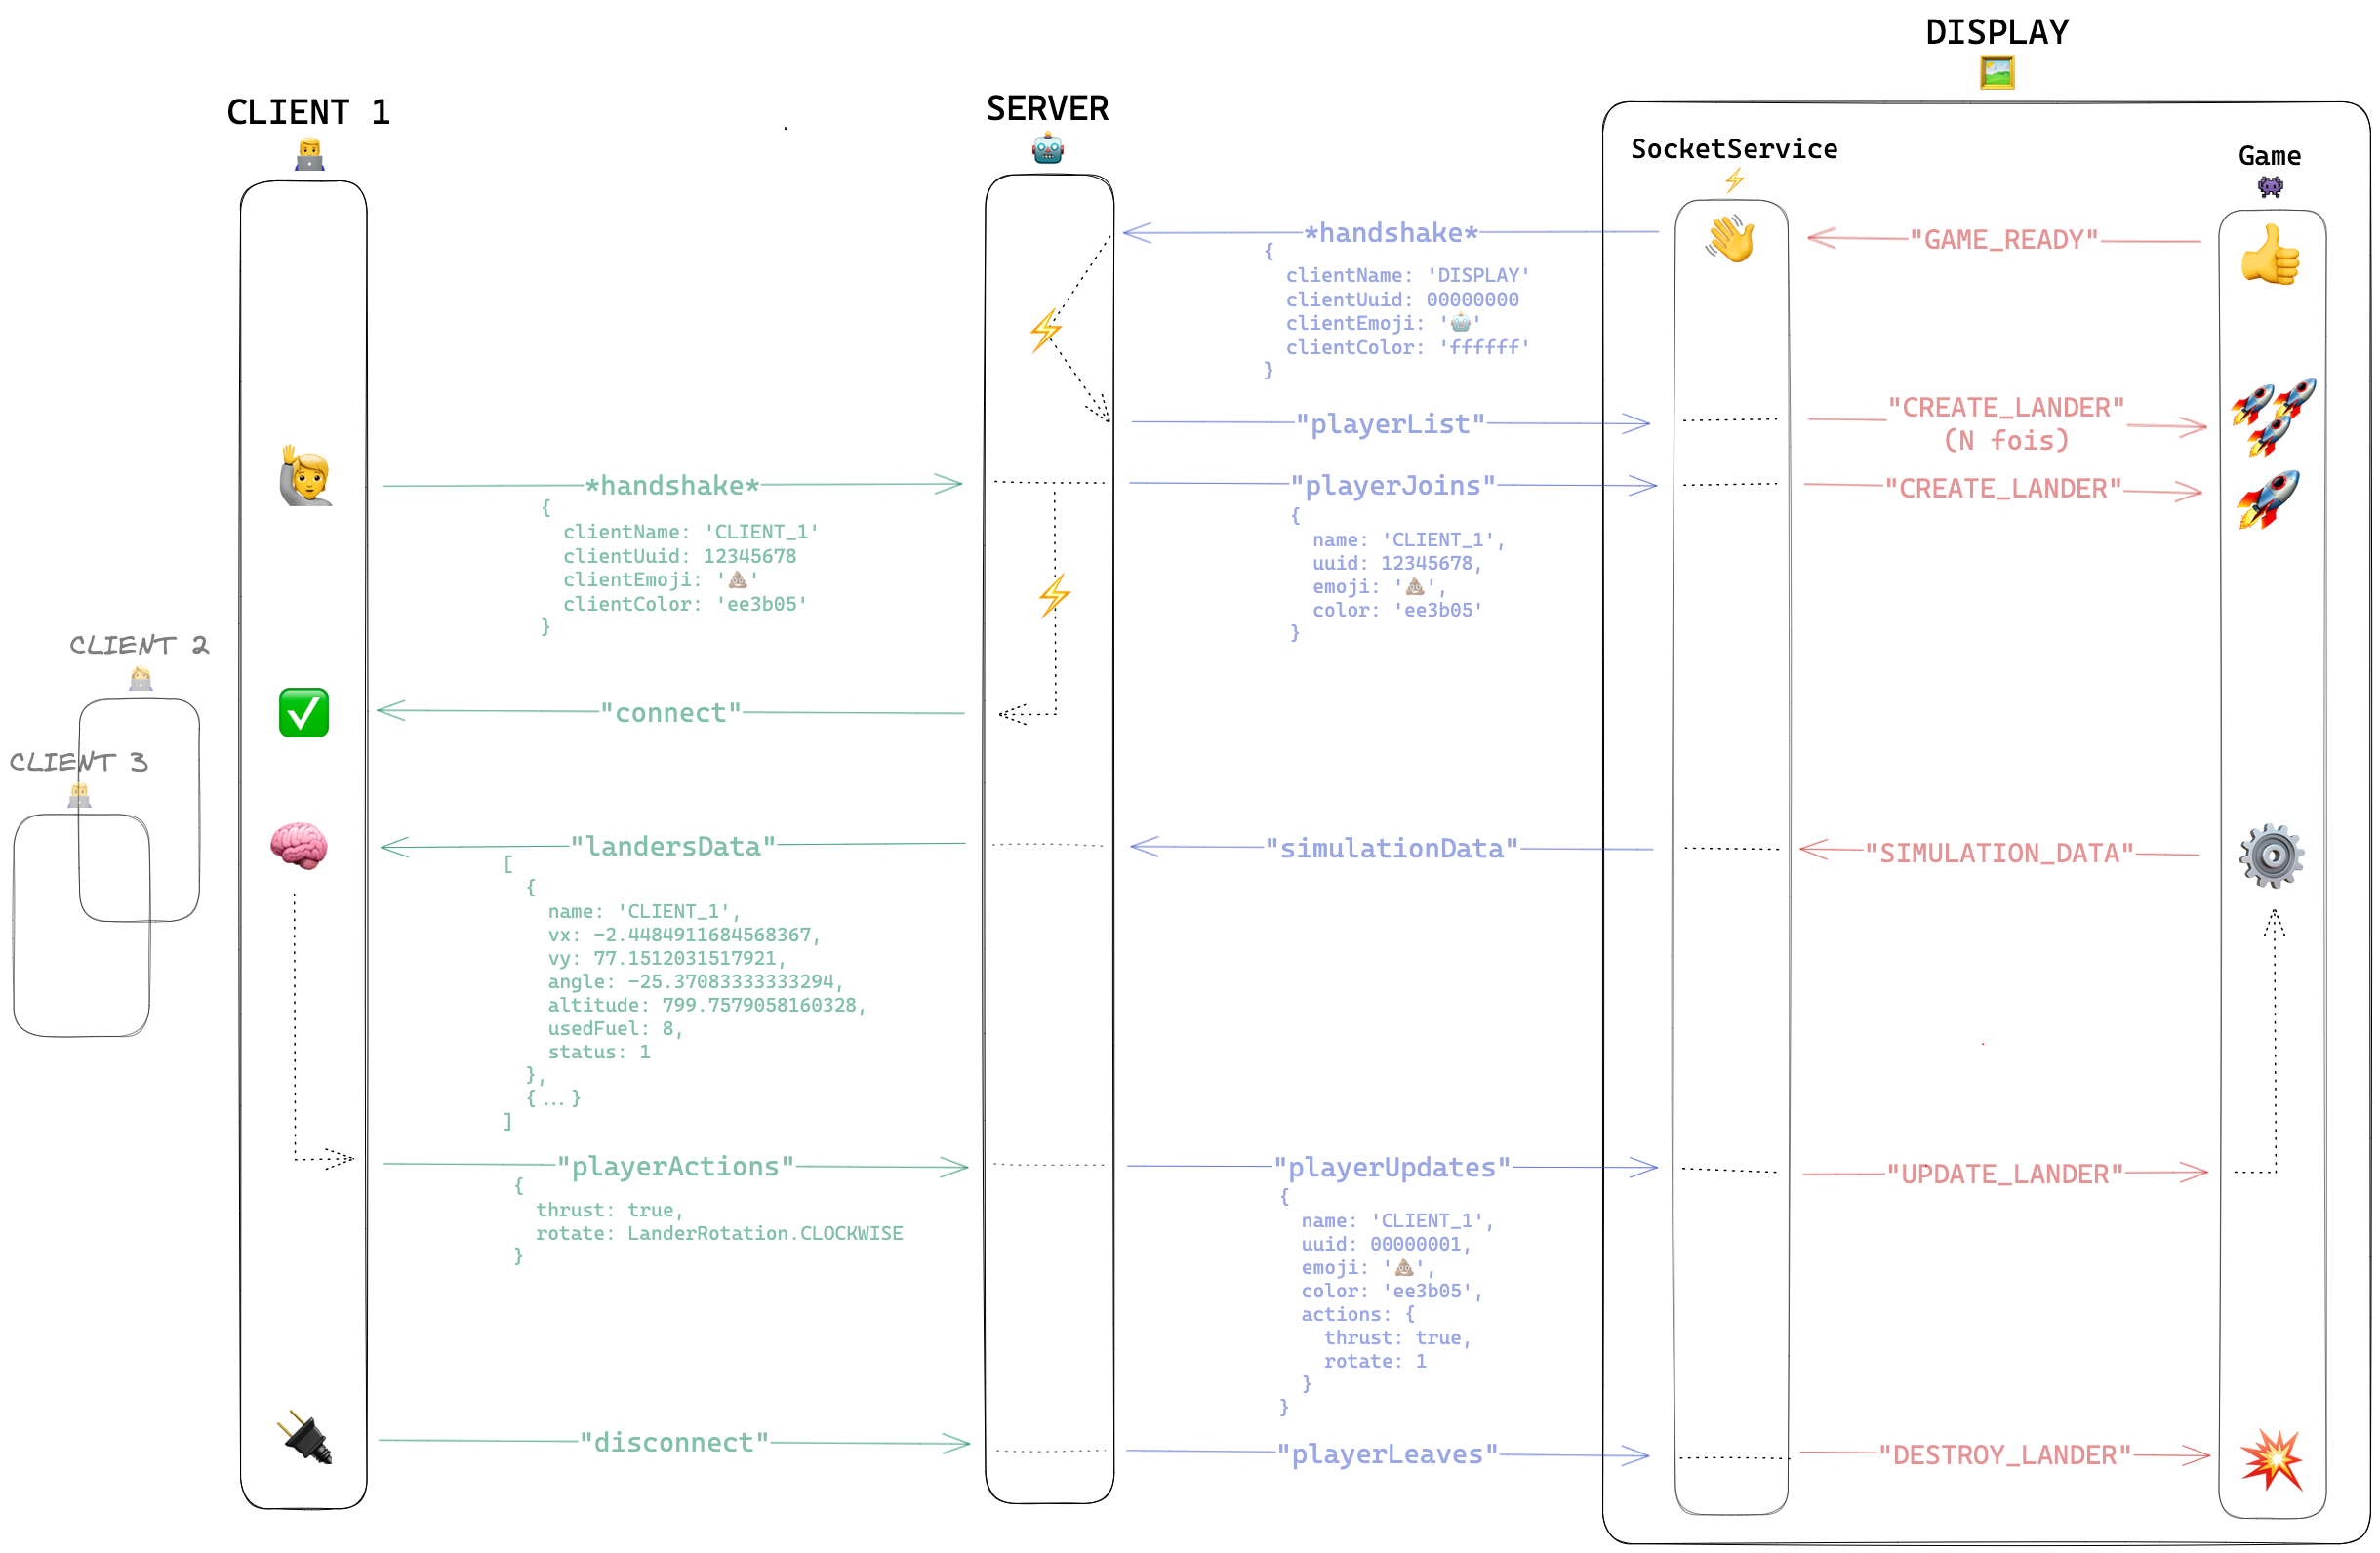 DISPLAY
CLIENT 1
SERVER
SocketService
Game
*handshake*
{
clientName: 'DISPLAY'
clientUuid: 00000000
clientEmoji: '🤖'
clientColor: 'ffffff'
}
"GAME_READY"
"playerList"
"CREATE_LANDER"
(N fois)
*handshake*
{
clientName: 'CLIENT_1'
clientUuid: 12345678
clientEmoji: '💩'
clientColor: 'ee3b05'
}
"playerJoins"
{
name: 'CLIENT_1',
uuid: 12345678,
emoji: '💩',
color: 'ee3b05'
}
"CREATE_LANDER"
CLIENT 2
CLIENT 3
"connect"
"landersData"
[
{
name: 'CLIENT_1',
vx: -2.4484911684568367,
vy: 77.1512031517921,
angle: -25.37083333333294,
altitude: 799.7579058160328,
usedFuel: 8,
status: 1
},
{...}
]
"simulationData"
"SIMULATION_DATA"
"playerActions"
{
thrust: true,
rotate: LanderRotation.CLOCKWISE
}
"playerUpdates"
{
name: 'CLIENT_1',
uuid: 00000001,
emoji: '💩',
color: 'ee3b05',
actions: {
thrust: true,
rotate: 1
}
}
"UPDATE_LANDER"
"disconnect"
"playerLeaves"
"DESTROY_LANDER"